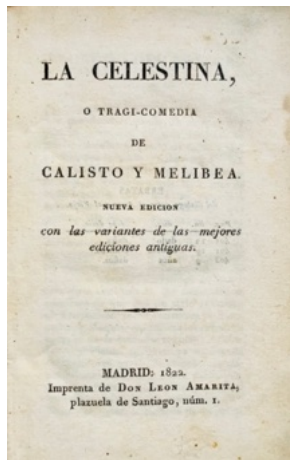 LA CELESTINA,
O TRAGI-COMEDIA
DE
CALISTO Y MELIBEA.
NUEVA EDICION
con las variantes de las mejores
ediciones antiguas.
MADRID: 1822.
Imprenta de DON LEON AMARITA,
plazuela de Santiago, núm. 1.